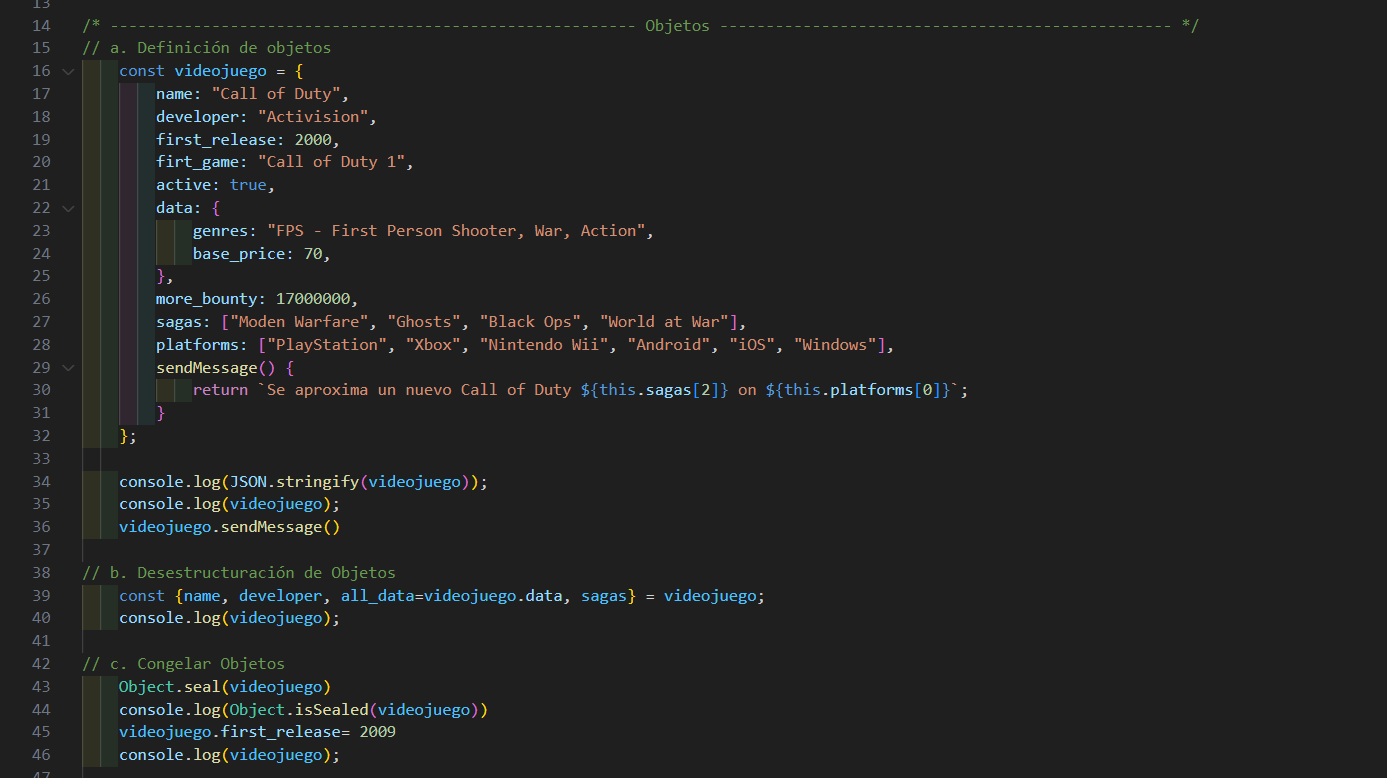 13
14 /* --------------------------------------------------------- Objetos ------------------------------------------------- */
15 // a. Definición de objetos
16 const videojuego = {
17 name: "Call of Duty",
18 developer: "Activision",
19 first_release: 2000,
20 firt_game: "Call of Duty 1",
21 active: true,
22 data: {
23 genres: "FPS - First Person Shooter, War, Action",
24 base_price: 70,
25 },
26 more_bounty: 17000000,
27 sagas: ["Moden Warfare", "Ghosts", "Black Ops", "World at War"],
28 platforms: ["PlayStation", "Xbox", "Nintendo Wii", "Android", "iOS", "Windows"],
29 sendMessage() {
30 return `Se aproxima un nuevo Call of Duty ${this.sagas[2]} on ${this.platforms[0]}`;
31 }
32 };
33
34 console.log(JSON.stringify(videojuego));
35 console.log(videojuego);
36 videojuego.sendMessage()
37
38 // b. Desestructuración de Objetos
39 const {name, developer, all_data=videojuego.data, sagas} = videojuego;
40 console.log(videojuego);
41
42 // c. Congelar Objetos
43 Object.seal(videojuego)
44 console.log(Object.isSealed(videojuego))
45 videojuego.first_release= 2009
46 console.log(videojuego);
47